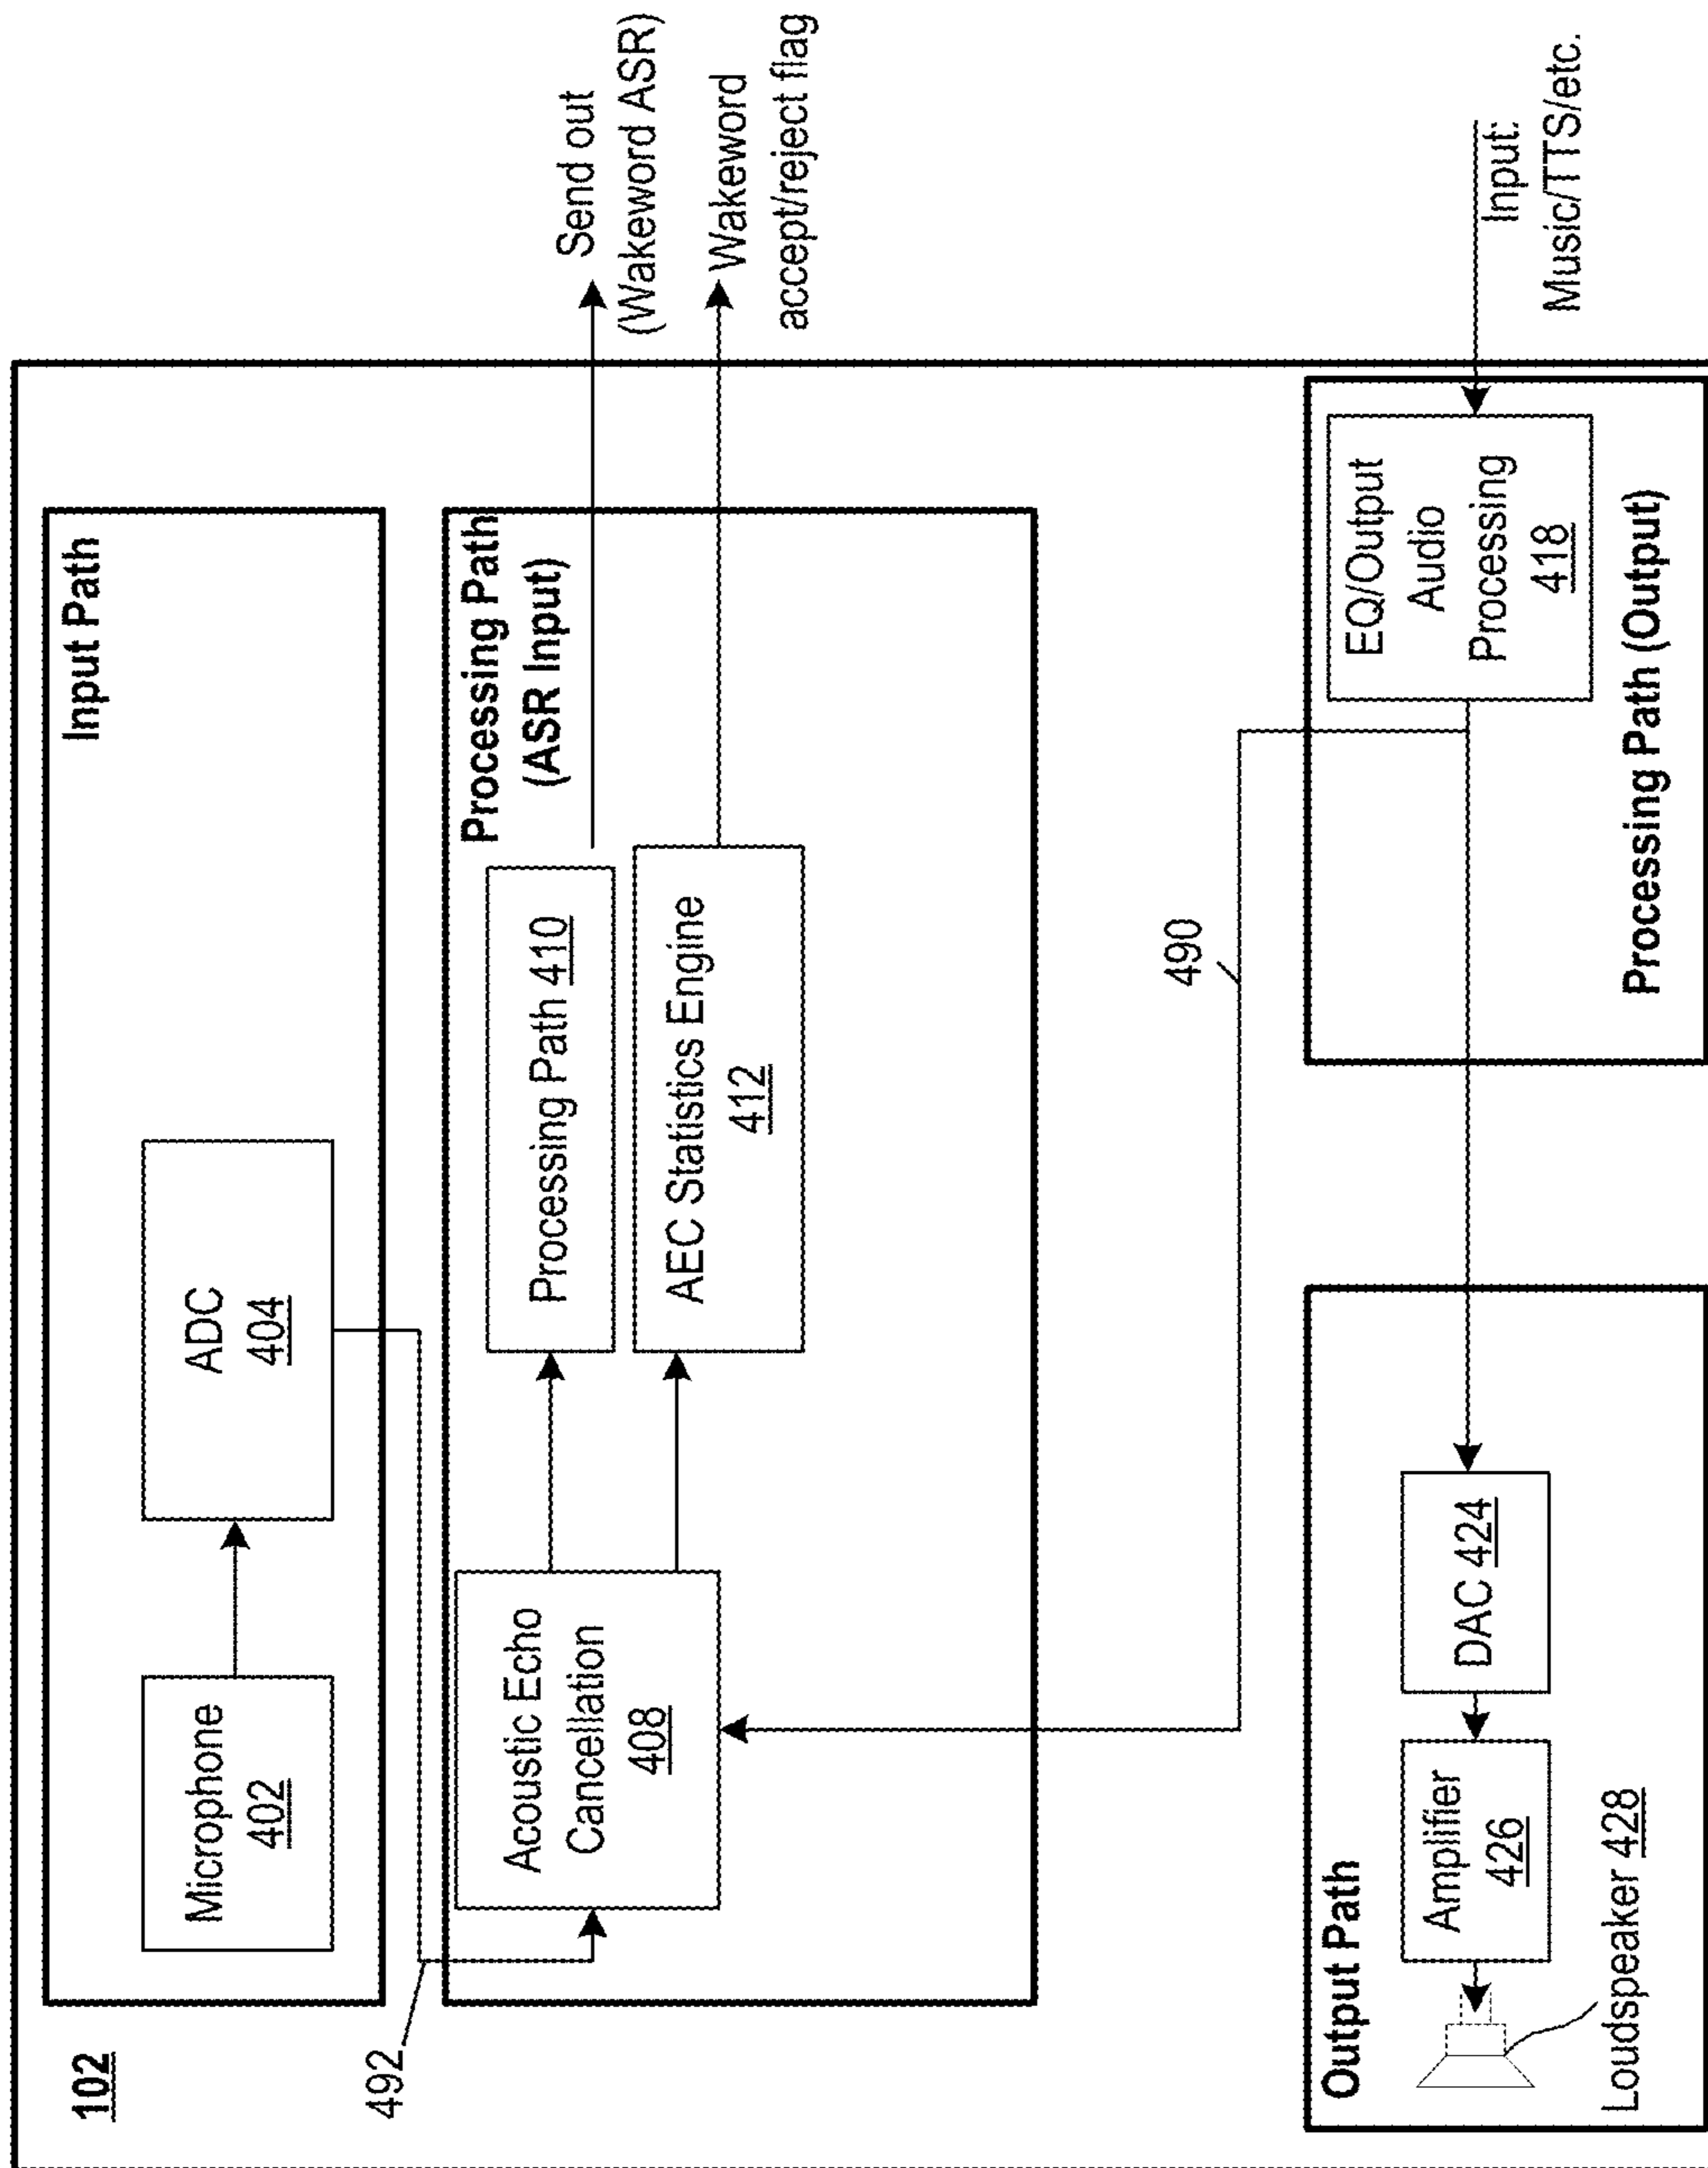 102
Input Path
Microphone
402
ADC
404
492
Processing Path
(ASR Input)
Acoustic Echo
Cancellation
408
Processing Path 410
AEC Statistics Engine
412
Send out
(Wakeword ASR)
Wakeword
accept/reject flag
490
Output Path
Amplifier
426
DAC 424
Loudspeaker 428
EQ/Output
Audio
Processing
418
Processing Path (Output)
Input:
Music/TTS/etc.